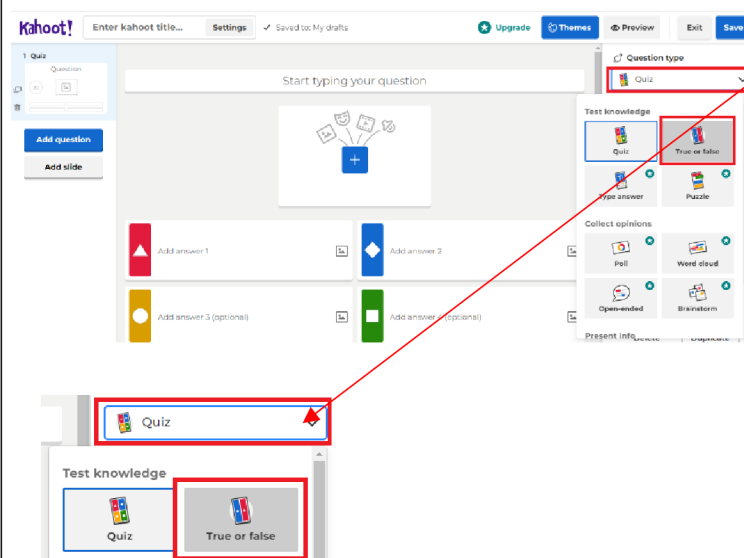 Kahoot! Enter kahoot title... Settings ✓ Saved to: My drafts Upgrade Themes Preview Exit Save
1 Quiz
Question
Question type
Quiz
Start typing your question
Test knowledge
Quiz True or false
Add question
+
Add slide
Type answer Puzzle
Collect opinions
Add answer 1 Add answer 2
Poll Word cloud
Open-ended Brainstorm
Add answer 3 (optional) Add answer 4 (optional)
Present info Delete Duplicate
Quiz
Test knowledge
Quiz True or false